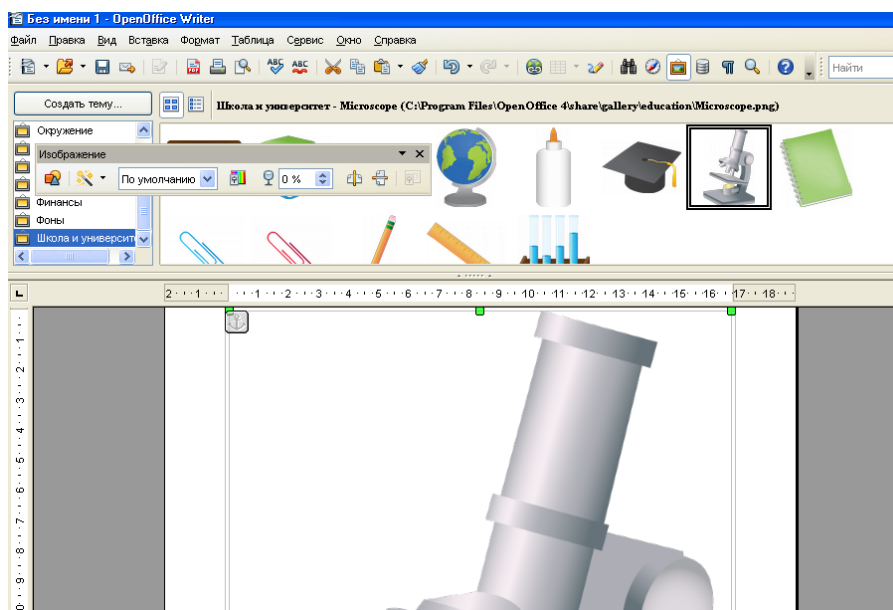 Без имени 1 - OpenOffice Writer
Файл Правка Вид Вставка Формат Таблица Сервис Окно Справка
Найти
Создать тему...
Школа и университет - Microscope (C:\Program Files\OpenOffice 4\share\gallery\education\Microscope.png)
Окружение
Изображение
По умолчанию
0 %
Финансы
Фоны
Школа и университ
2 1 1 2 3 4 5 6 7 8 9 10 11 12 13 14 15 16 17 18
1
2
3
4
5
6
7
8
9